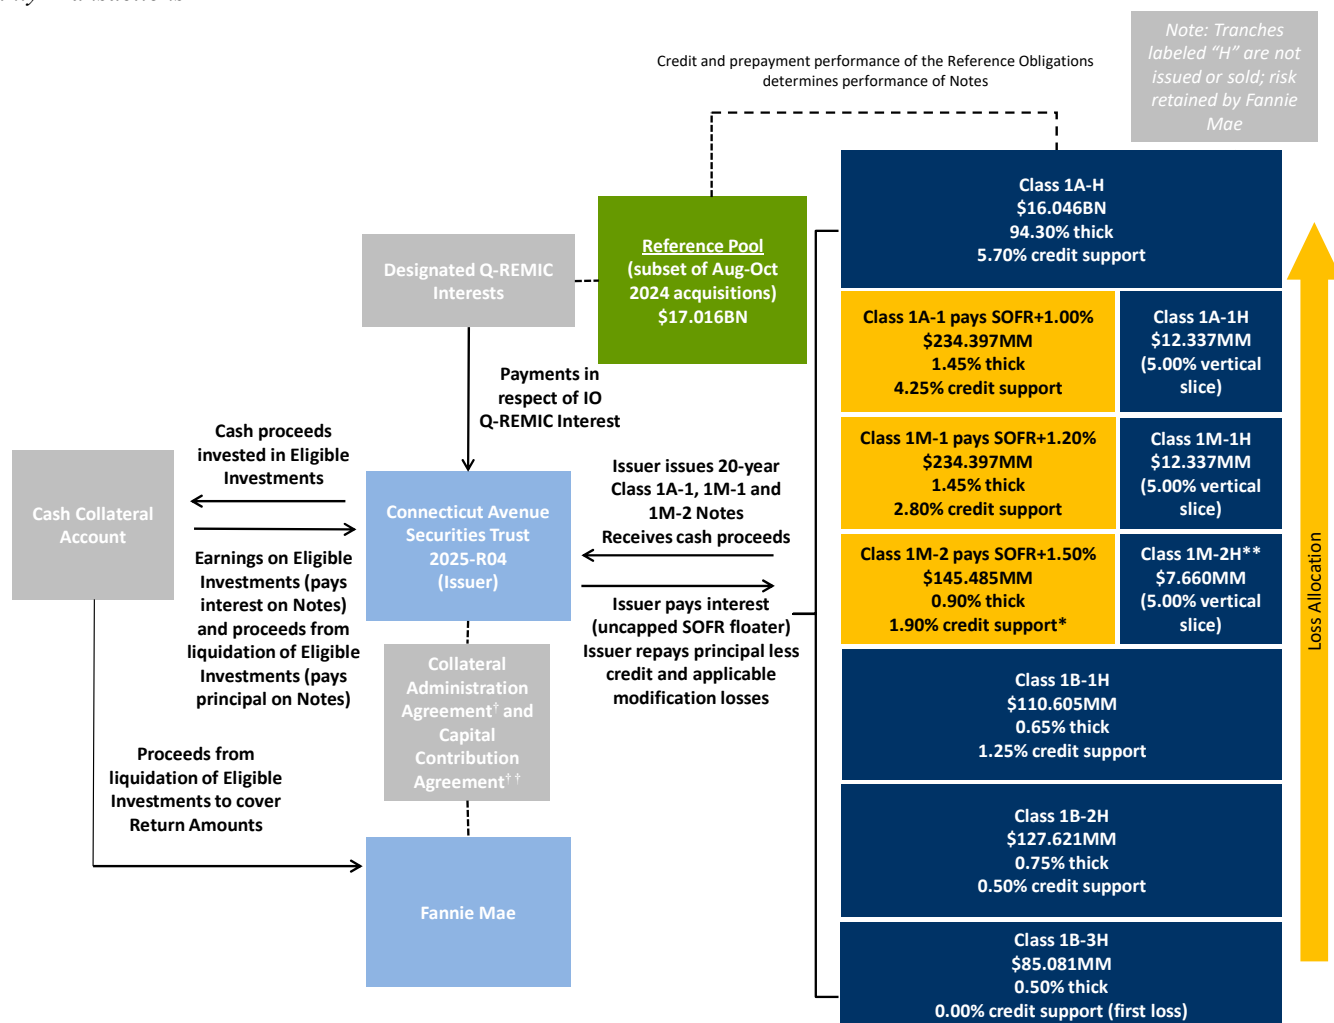 Note: Tranches
labeled "H" are not
issued or sold; risk
retained by Fannie
Mae
Credit and prepayment performance of the Reference Obligations
determines performance of Notes
Class 1A-H
$16.046BN
94.30% thick
5.70% credit support
Reference Pool
(subset of Aug-Oct
2024 acquisitions)
$17.016BN
Designated Q-REMIC
Interests
Class 1A-1 pays SOFR+1.00%
$234.397MM
1.45% thick
4.25% credit support
Class 1A-1H
$12.337MM
(5.00% vertical
slice)
Payments in
respect of IO
Q-REMIC Interest
Cash proceeds
invested in Eligible
Investments
Class 1M-1 pays SOFR+1.20%
$234.397MM
1.45% thick
2.80% credit support
Class 1M-1H
$12.337MM
(5.00% vertical
slice)
Issuer issues 20-year
Class 1A-1, 1M-1 and
1M-2 Notes
Receives cash proceeds
Cash Collateral
Account
Connecticut Avenue
Securities Trust
2025-R04
(Issuer)
Earnings on Eligible
Investments (pays
interest on Notes)
and proceeds from
liquidation of Eligible
Investments (pays
principal on Notes)
Class 1M-2 pays SOFR+1.50%
$145.485MM
0.90% thick
1.90% credit support*
Class 1M-2H**
$7.660MM
(5.00% vertical
slice)
Issuer pays interest
(uncapped SOFR floater)
Issuer repays principal less
credit and applicable
modification losses
Collateral
Administration
Agreement† and
Capital
Contribution
Agreement††
Class 1B-1H
$110.605MM
0.65% thick
1.25% credit support
Proceeds from
liquidation of Eligible
Investments to cover
Return Amounts
Class 1B-2H
$127.621MM
0.75% thick
0.50% credit support
Fannie Mae
Class 1B-3H
$85.081MM
0.50% thick
0.00% credit support (first loss)
Loss Allocation